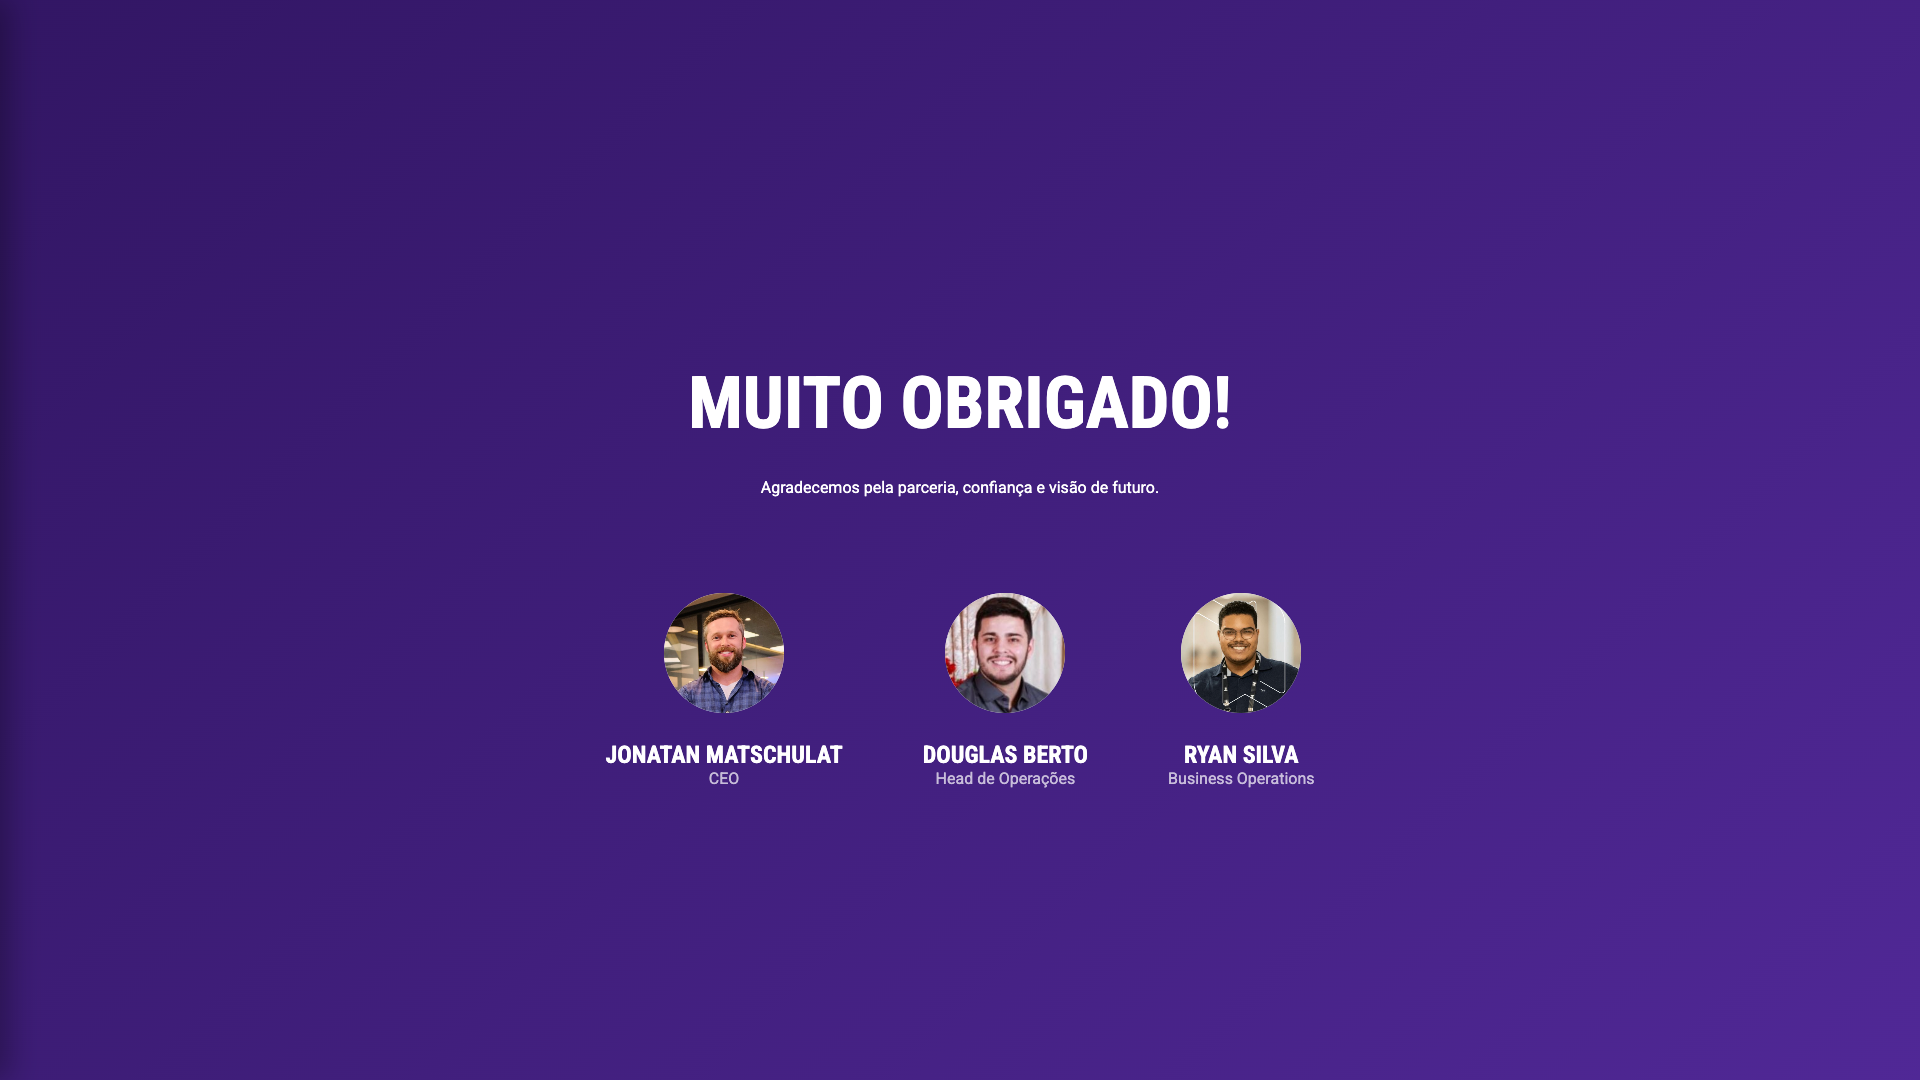 MUITO OBRIGADO!
Agradecemos pela parceria, confiança e visão de futuro.
JONATAN MATSCHULAT
CEO
DOUGLAS BERTO
Head de Operações
RYAN SILVA
Business Operations